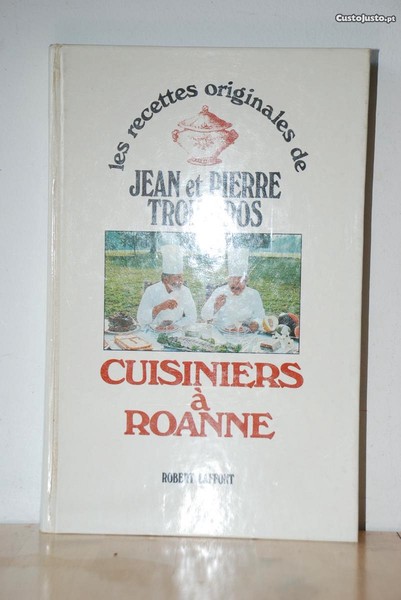 CustoJusto.pt
les recettes originales de
JEAN et PIERRE
CUISINIERS
à
ROANNE
ROBERT LAFFONT